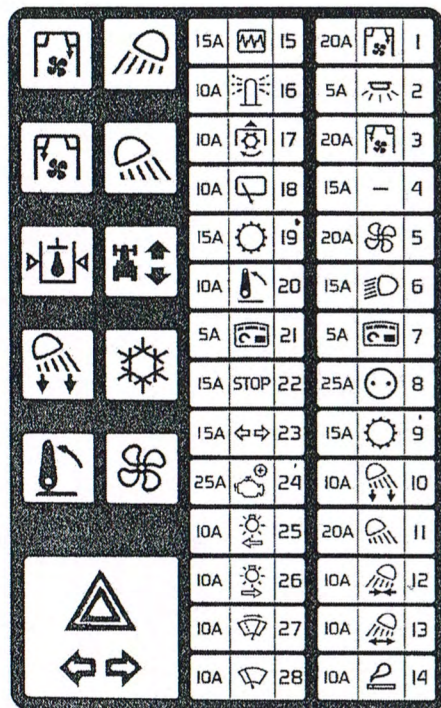 15A 15 20A 1
10A 16 5A 2
10A 17 20A 3
10A 18 15A – 4
15A 19 20A 5
10A 20 15A 6
5A 21 5A 7
15A STOP 22 25A 8
15A 23 15A 9
25A 24 10A 10
10A 25 20A 11
10A 26 10A 12
10A 27 10A 13
10A 28 10A 14